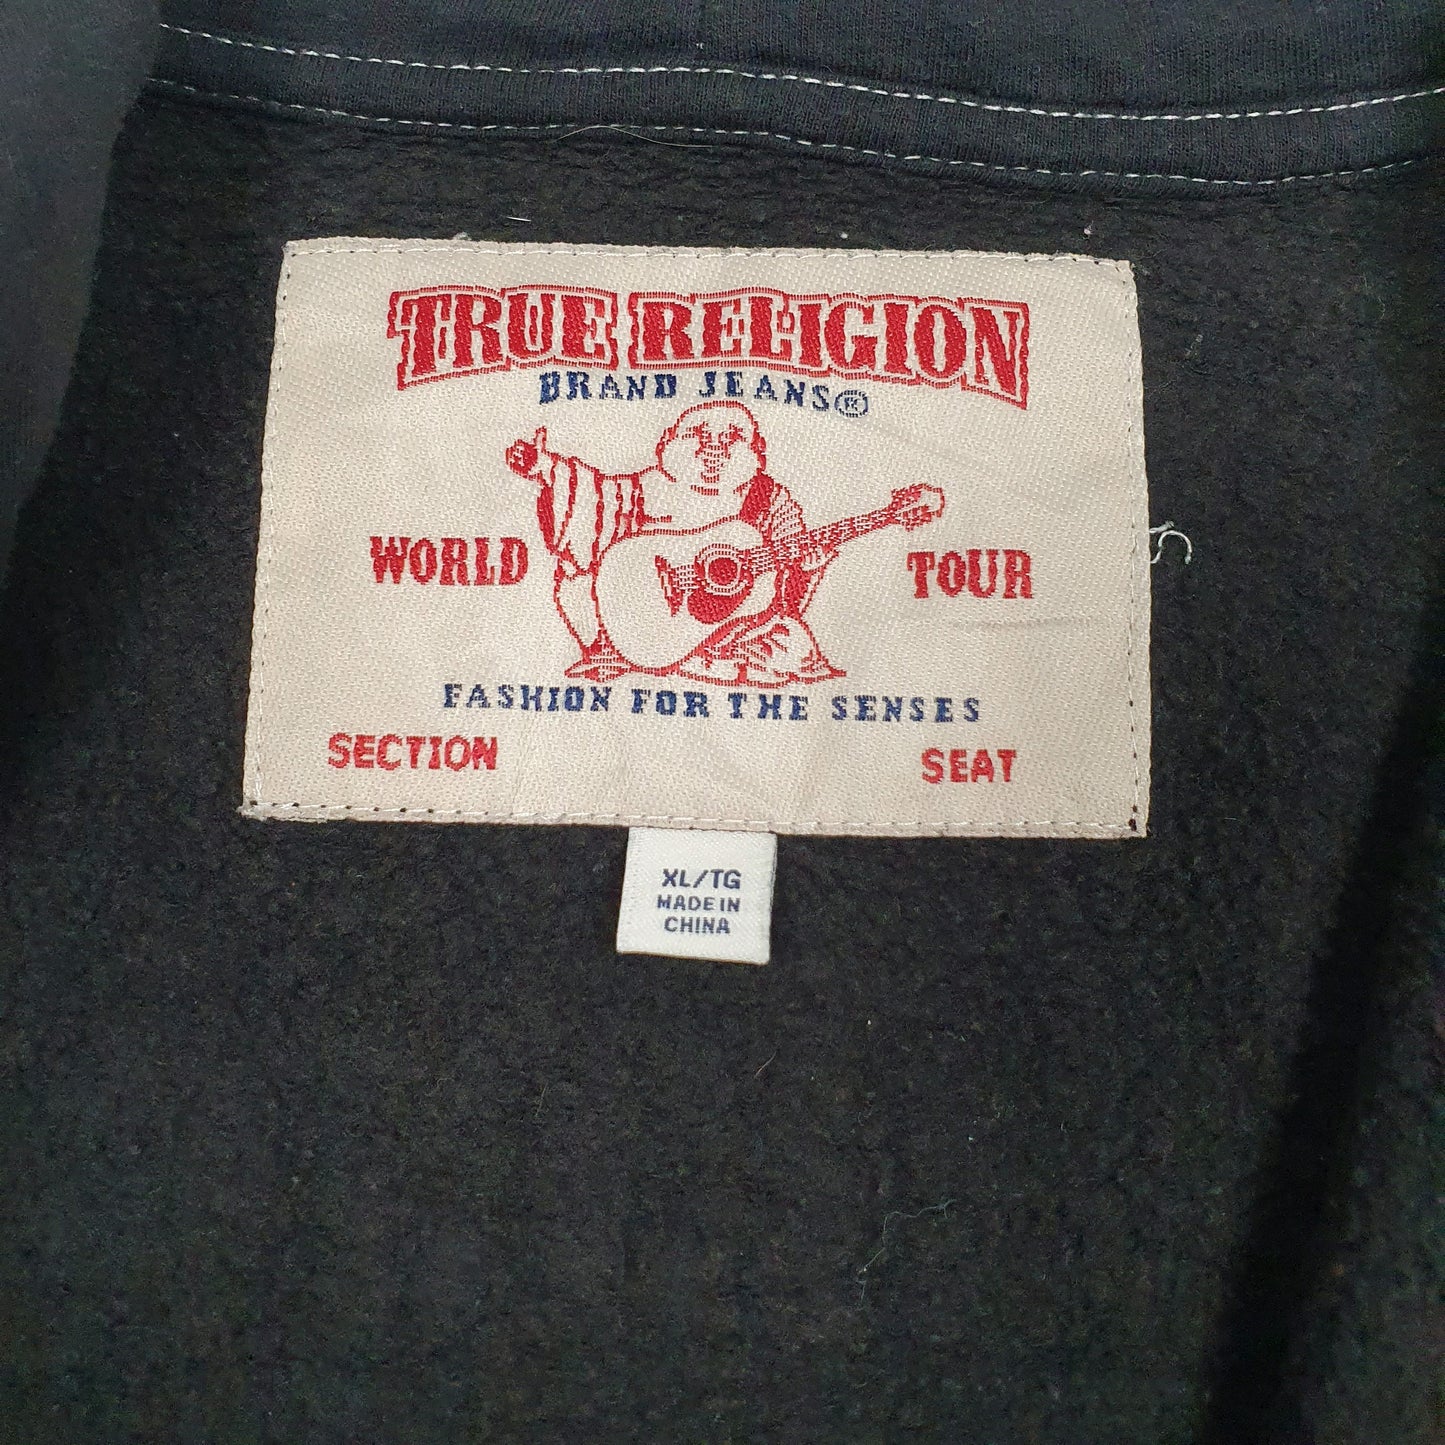 TRUE RELIGION
BRAND JEANS®
WORLD TOUR
FASHION FOR THE SENSES
SECTION SEAT
XL/TG
MADE IN
CHINA